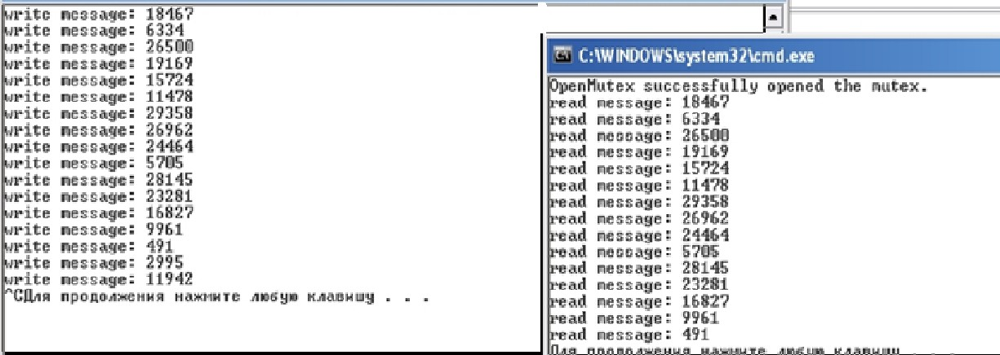 write message: 18467
write message: 6334
write message: 26500
write message: 19169
write message: 15724
write message: 11478
write message: 29358
write message: 26962
write message: 24464
write message: 5705
write message: 28145
write message: 23281
write message: 16827
write message: 9961
write message: 491
write message: 2995
write message: 11942
^CДля продолжения нажмите любую клавишу . . .
C:\WINDOWS\system32\cmd.exe
OpenMutex successfully opened the mutex.
read message: 18467
read message: 6334
read message: 26500
read message: 19169
read message: 15724
read message: 11478
read message: 29358
read message: 26962
read message: 24464
read message: 5705
read message: 28145
read message: 23281
read message: 16827
read message: 9961
read message: 491
Для продолжения нажмите любую клавишу . . .